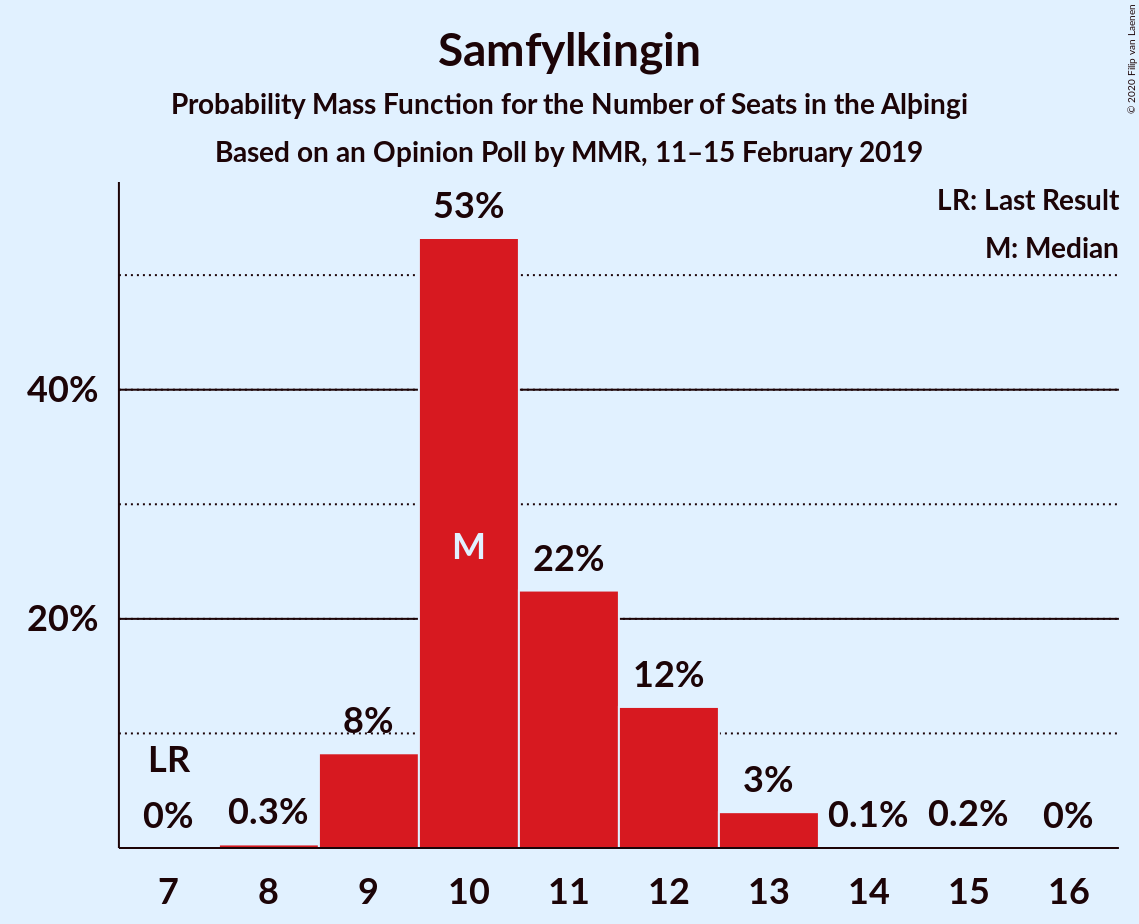 Samfylkingin
Probability Mass Function for the Number of Seats in the Alþingi
Based on an Opinion Poll by MMR, 11–15 February 2019
© 2020 Filip van Laenen
LR: Last Result
M: Median
53%
40%
M
22%
20%
12%
8%
LR
3%
0%
0.3%
0.1%
0.2%
0%
7
8
9
10
11
12
13
14
15
16